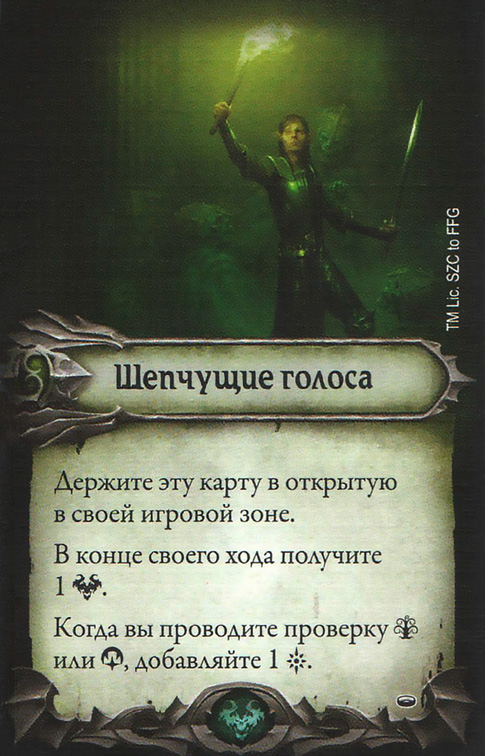 TM Lic. SZC to FFG
Шепчущие голоса
Держите эту карту в открытую
в своей игровой зоне.
В конце своего хода получите
1 .
Когда вы проводите проверку
или , добавляйте 1 .